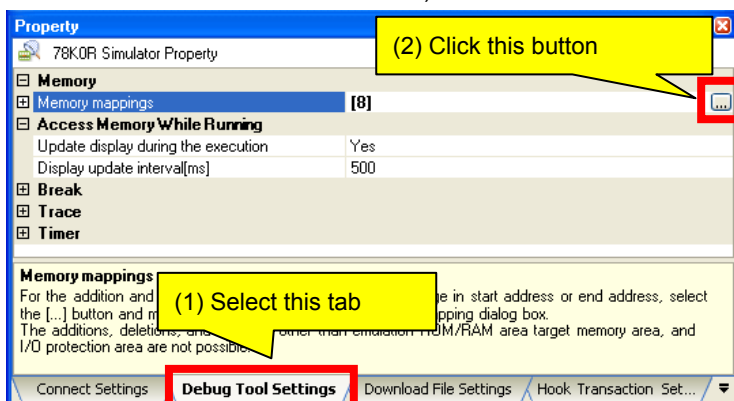 Property
78K0R Simulator Property
(2) Click this button
Memory
Memory mappings [8] ...
Access Memory While Running
Update display during the execution Yes
Display update interval[ms] 500
Break
Trace
Timer
Memory mappings
For the addition and ge in start address or end address, select
(1) Select this tab
the [...] button and m pping dialog box.
The additions, deletions, an other than emulation ROM/RAM area target memory area, and
I/O protection area are not possible
Connect Settings Debug Tool Settings Download File Settings Hook Transaction Set...